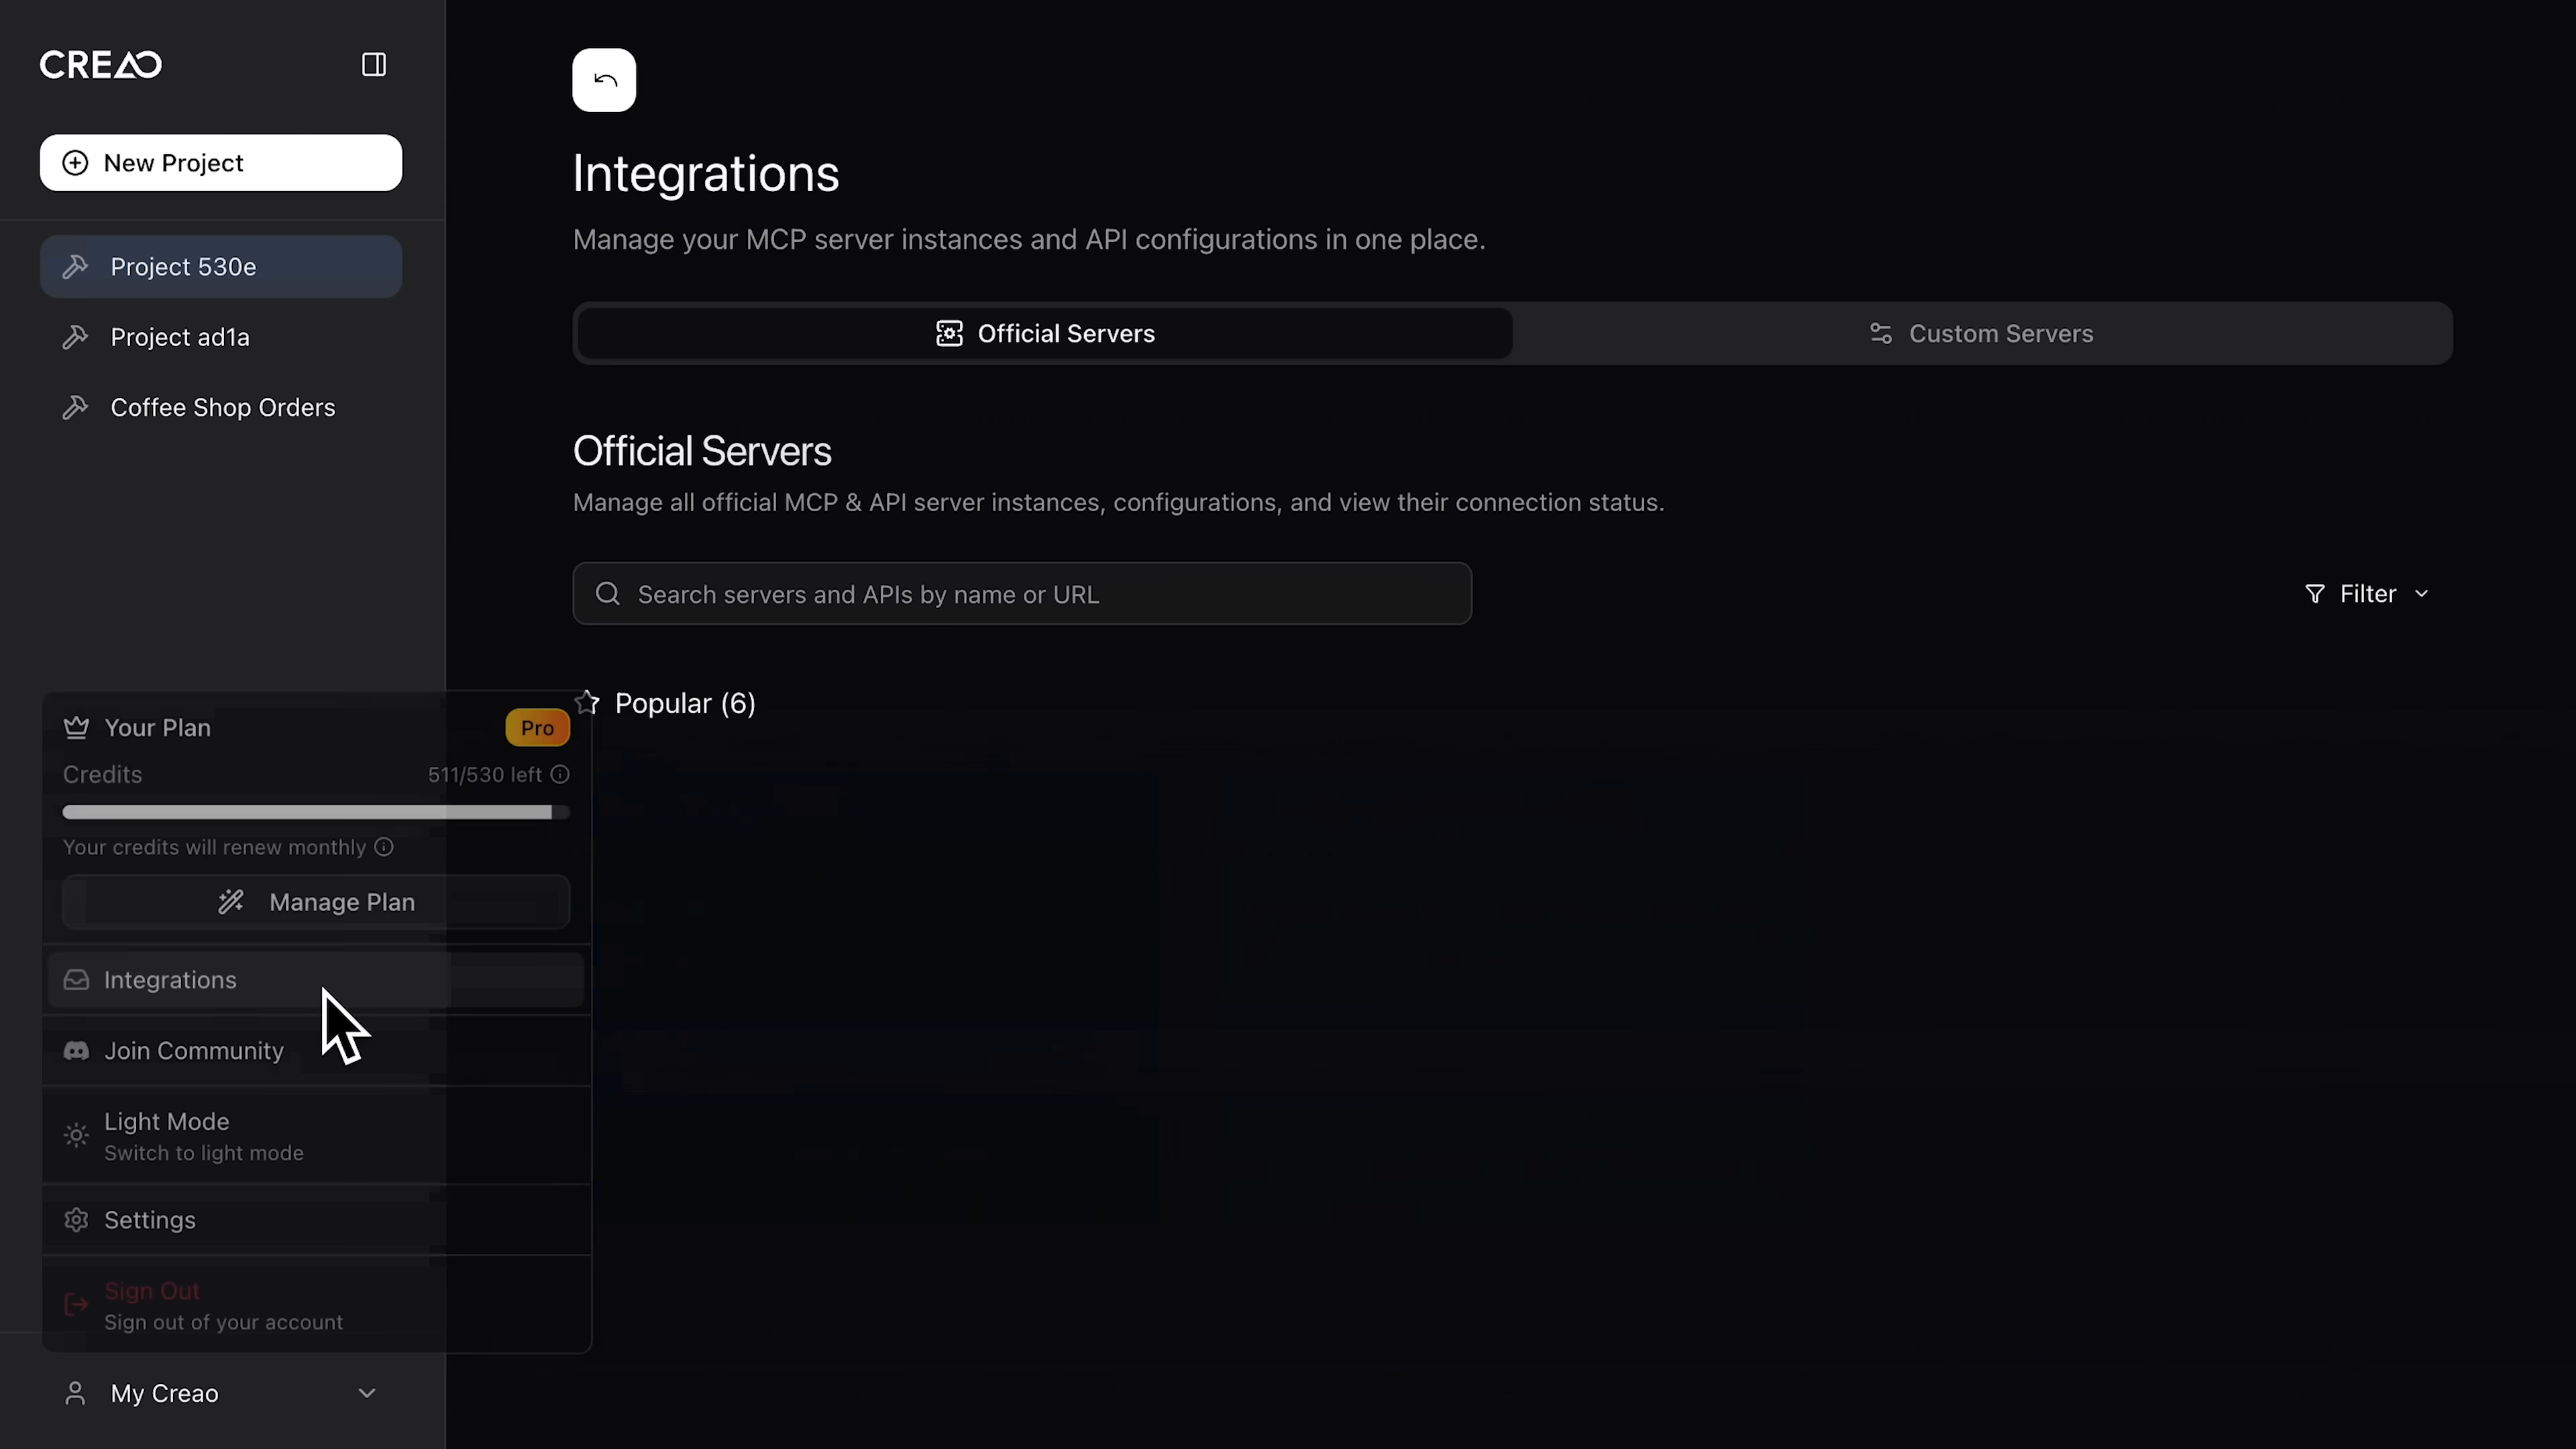 CREAO
New Project
Project 530e
Project ad1a
Coffee Shop Orders
Your Plan
Pro
Credits
511/530 left
Your credits will renew monthly
Manage Plan
Integrations
Join Community
Light Mode
Switch to light mode
Settings
Sign Out
Sign out of your account
My Creao
Integrations
Manage your MCP server instances and API configurations in one place.
Official Servers
Custom Servers
Official Servers
Manage all official MCP & API server instances, configurations, and view their connection status.
Search servers and APIs by name or URL
Filter
Popular (6)